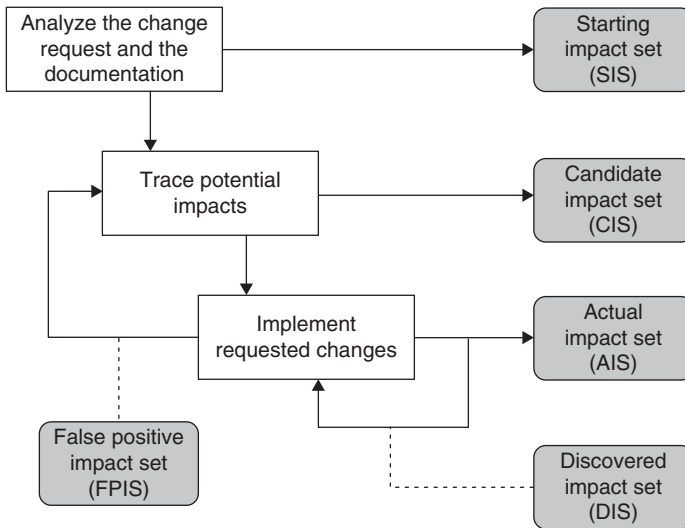 Analyze the change
request and the
documentation
Starting
impact set
(SIS)
Trace potential
impacts
Candidate
impact set
(CIS)
Implement
requested changes
Actual
impact set
(AIS)
False positive
impact set
(FPIS)
Discovered
impact set
(DIS)